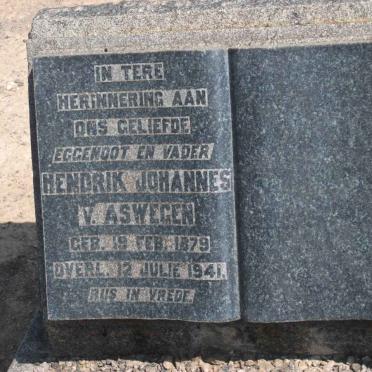 IN TERE
HERINNERING AAN
ONS GELIEFDE
EGGENOOT EN VADER
HENDRIK JOHANNES
V. ASWEGEN
GEB. 19 FEB. 1879
OVERL. 12 JULIE 1941.
RUS IN VREDE